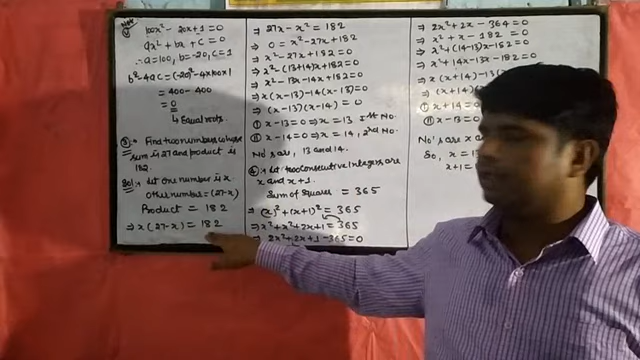 100x² - 20x+1 = 0
ax² + bx + c = 0
∴ a=100, b=-20, c=1
b²-4ac = (-20)² - 4×100×1
= 400 - 400
= 0
Equal roots.
③ Find two numbers whose
sum is 27 and product is
182.
Sol: Let one number is x
other number = (27-x)
Product = 182
⇒ x(27-x) = 182
⇒ 27x - x² = 182
⇒ 0 = x² - 27x + 182
⇒ x² - 27x + 182 = 0
⇒ x² - (13+14)x + 182 = 0
⇒ x² - 13x - 14x + 182 = 0
⇒ x(x-13) - 14(x-13) = 0
⇒ (x-13)(x-14) = 0
Ⓘ x-13=0 ⇒ x = 13 1st No.
Ⓘ x-14=0 ⇒ x = 14, 2nd No.
No's are, 13 and 14.
④ Let two consecutive Integers are
x and x+1.
Sum of Squares = 365
⇒ (x)² + (x+1)² = 365
⇒ x² + x² + 2x + 1 = 365
⇒ 2x² + 2x + 1 - 365 = 0
⇒ 2x² + 2x - 364 = 0
⇒ x² + x - 182 = 0
⇒ x² + (14-13)x - 182 = 0
⇒ x² + 14x - 13x - 182 = 0
⇒ x(x+14) - 13(
⇒ (x+14)
Ⓘ x+14 =
Ⓘ x-13 =
No's are x
So, x = 1
x+1 =